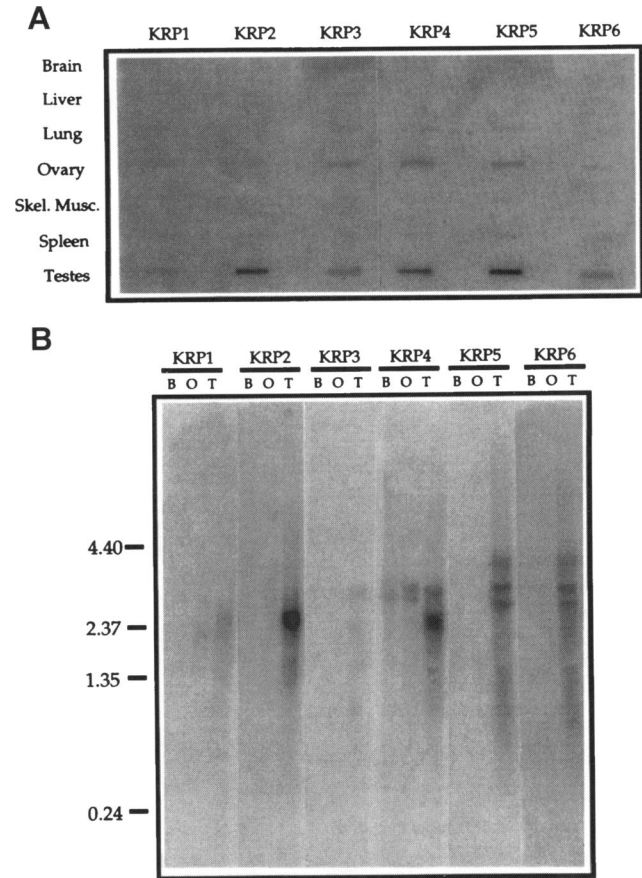 A
KRP1 KRP2 KRP3 KRP4 KRP5 KRP6
Brain
Liver
Lung
Ovary
Skel. Musc.
Spleen
Testes
B
KRP1 KRP2 KRP3 KRP4 KRP5 KRP6
B O T B O T B O T B O T B O T B O T
4.40
2.37
1.35
0.24